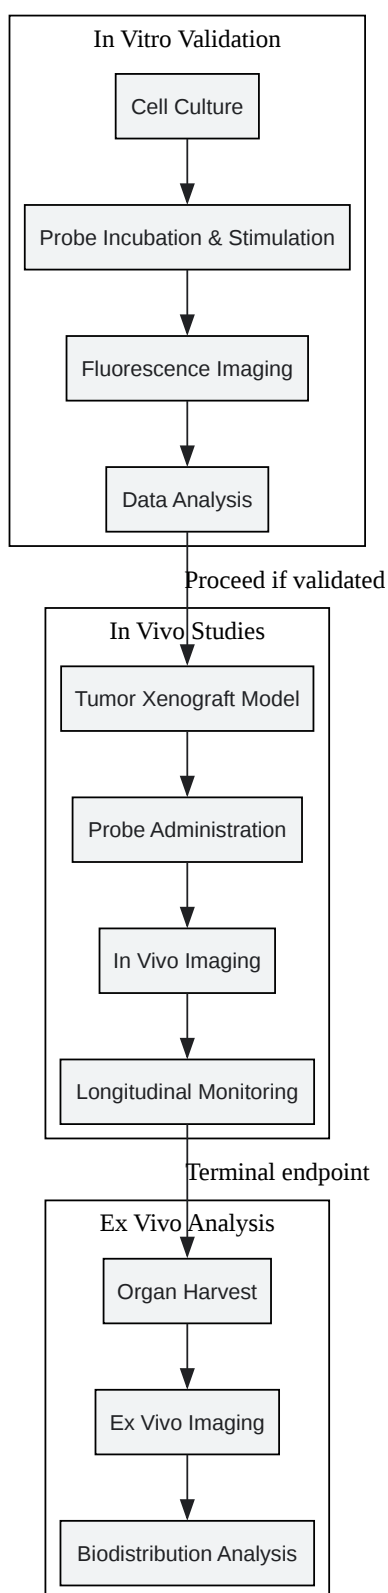 In Vitro Validation
Cell Culture
Probe Incubation & Stimulation
Fluorescence Imaging
Data Analysis
Proceed if validated
In Vivo Studies
Tumor Xenograft Model
Probe Administration
In Vivo Imaging
Longitudinal Monitoring
Terminal endpoint
Ex Vivo Analysis
Organ Harvest
Ex Vivo Imaging
Biodistribution Analysis